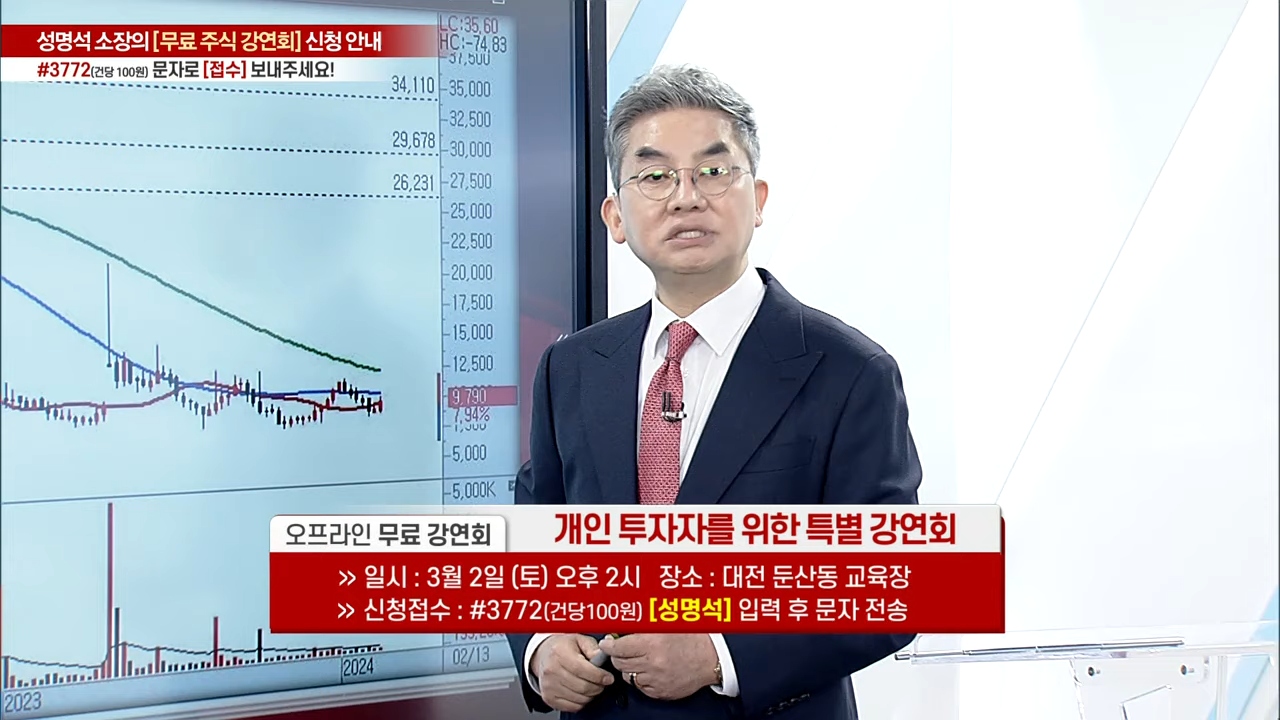 성명석 소장의 [무료 주식 강연회] 신청 안내
#3772(건당 100원) 문자로 [접수] 보내주세요!
LC:35,60
HC:-74,83
37,500
34,110
35,000
32,500
29,678
30,000
26,231
27,500
25,000
22,500
20,000
17,500
15,000
12,500
9,790
7,94%
7,500
5,000
5,000K
오프라인 무료 강연회
개인 투자자를 위한 특별 강연회
» 일시 : 3월 2일 (토) 오후 2시 장소 : 대전 둔산동 교육장
» 신청접수 : #3772(건당100원) [성명석] 입력 후 문자 전송
2023
2024
02/13